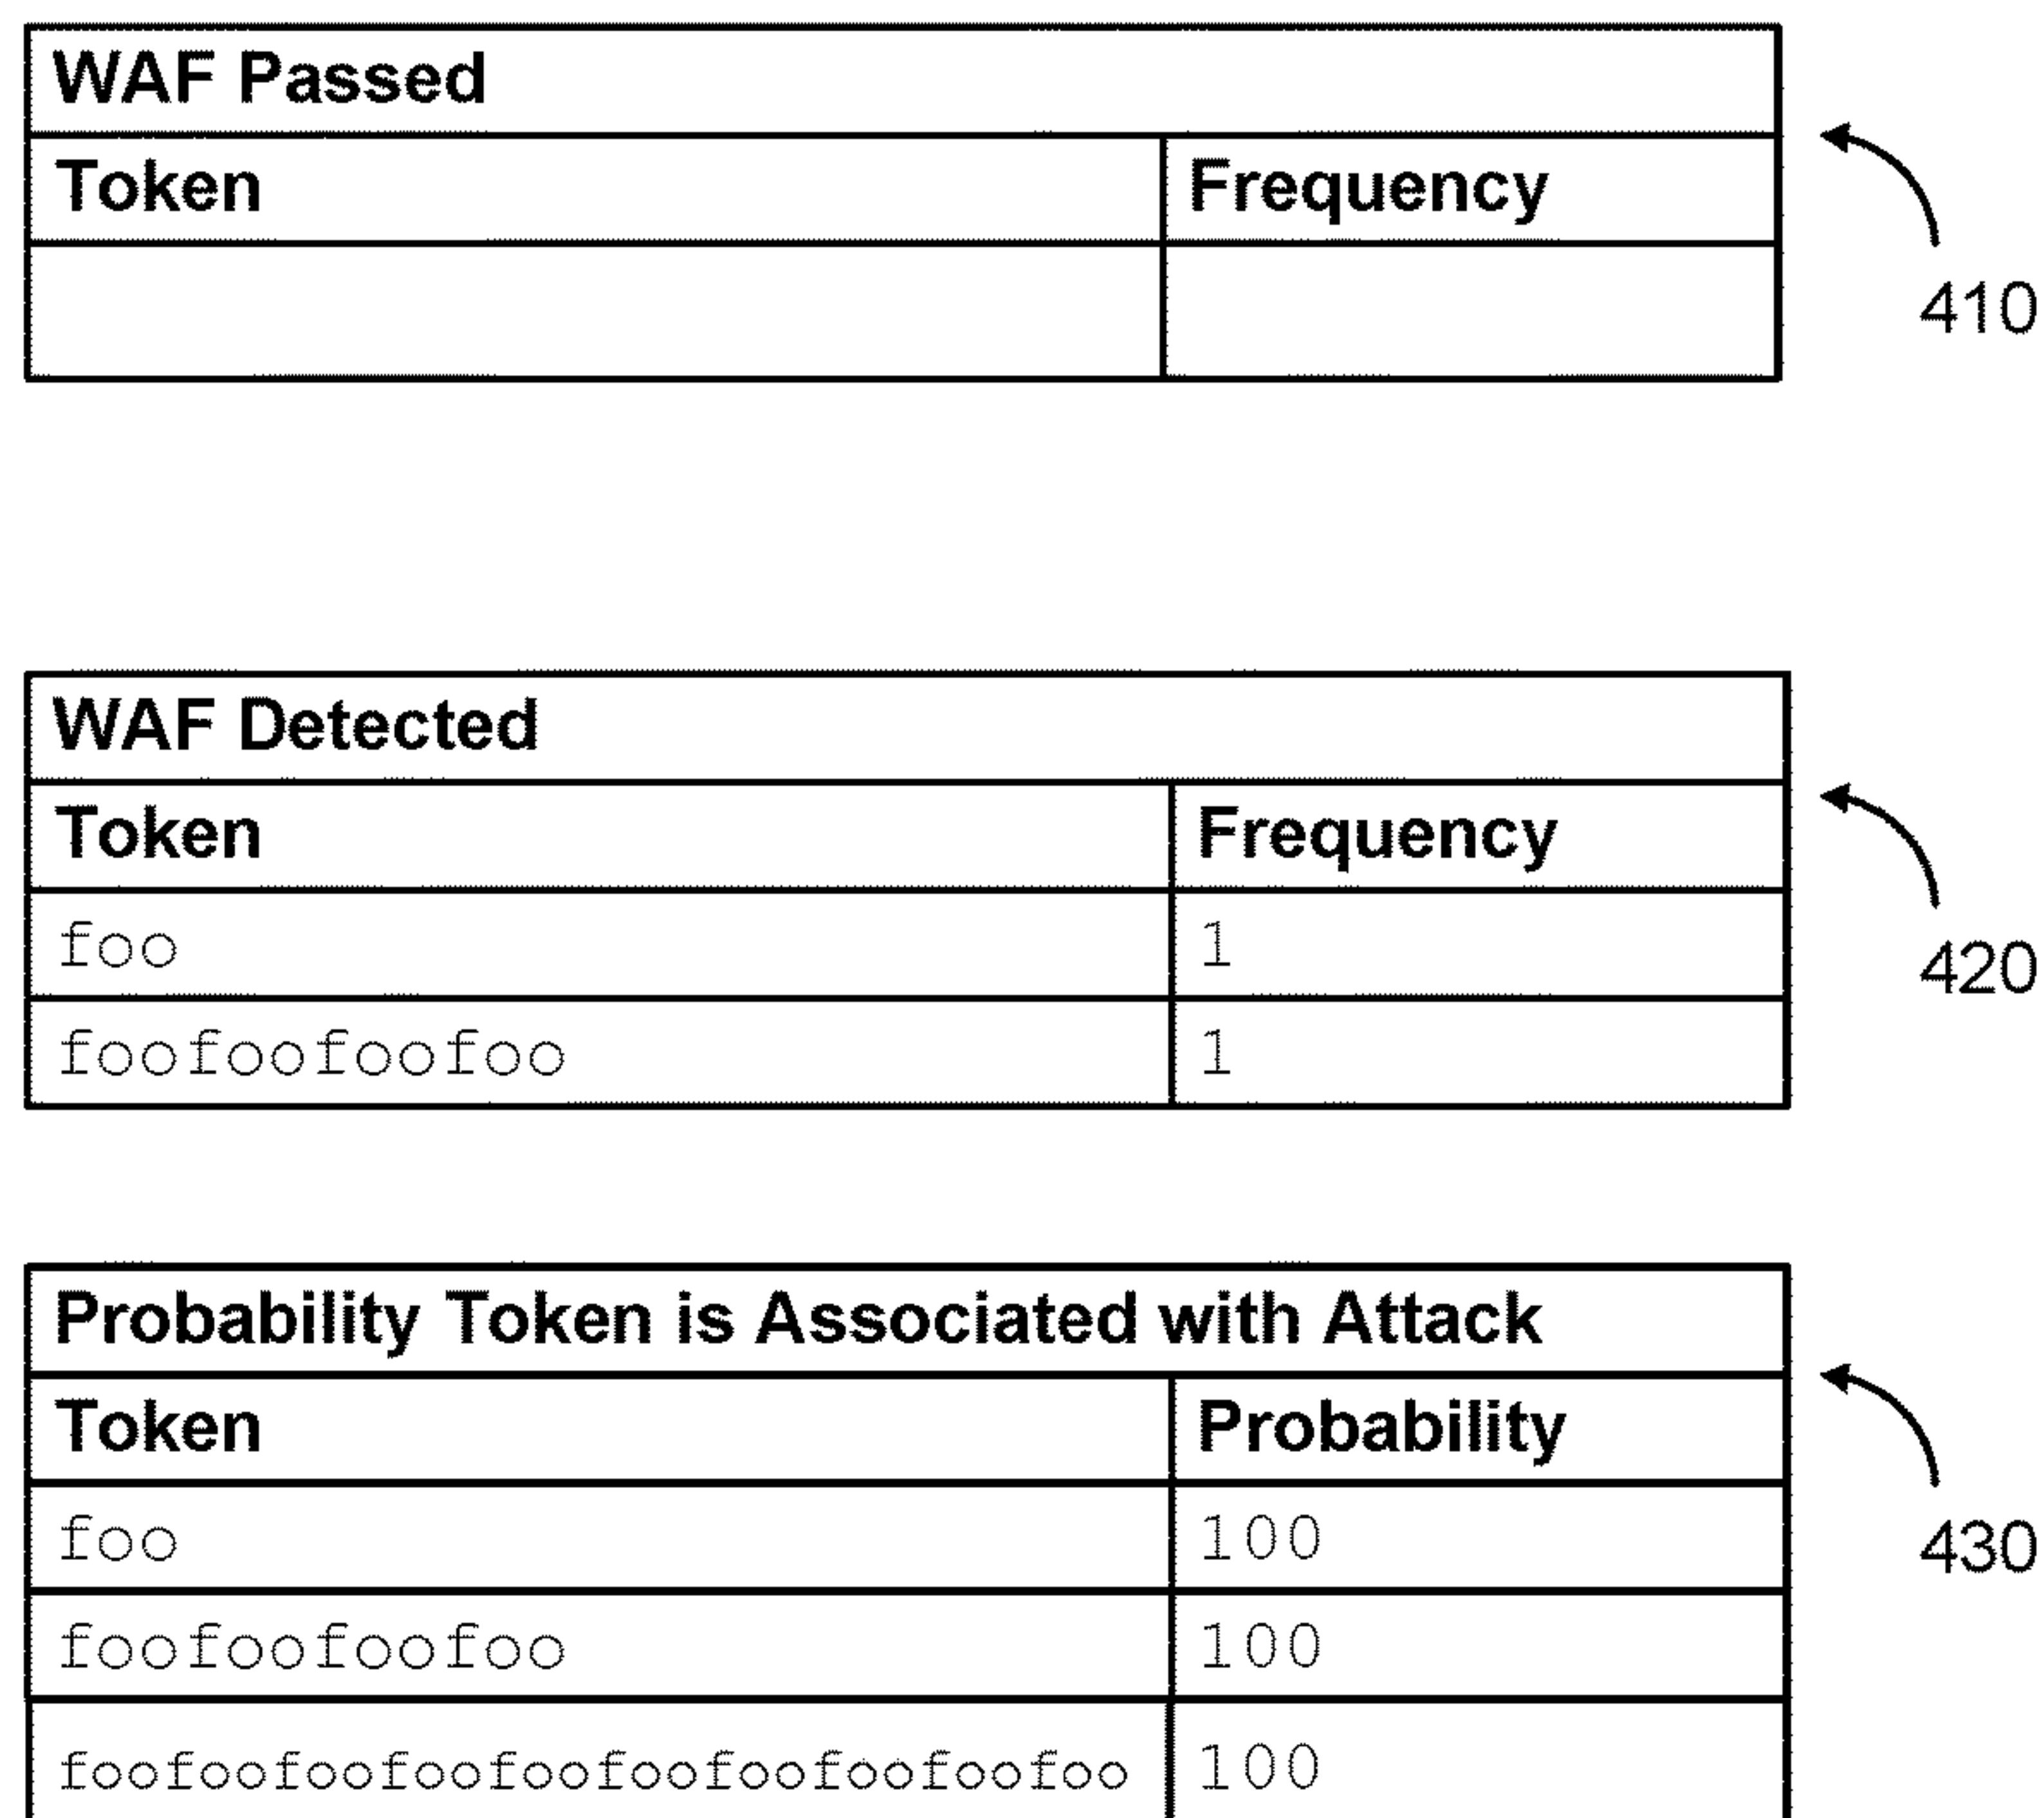 WAF Passed
Token Frequency
410
WAF Detected
Token Frequency
foo 1
420
foofoofoofoo 1
Probability Token is Associated with Attack
Token Probability
foo 100
430
foofoofoofoo 100
foofoofoofoofoofoofoofoofoofoo 100